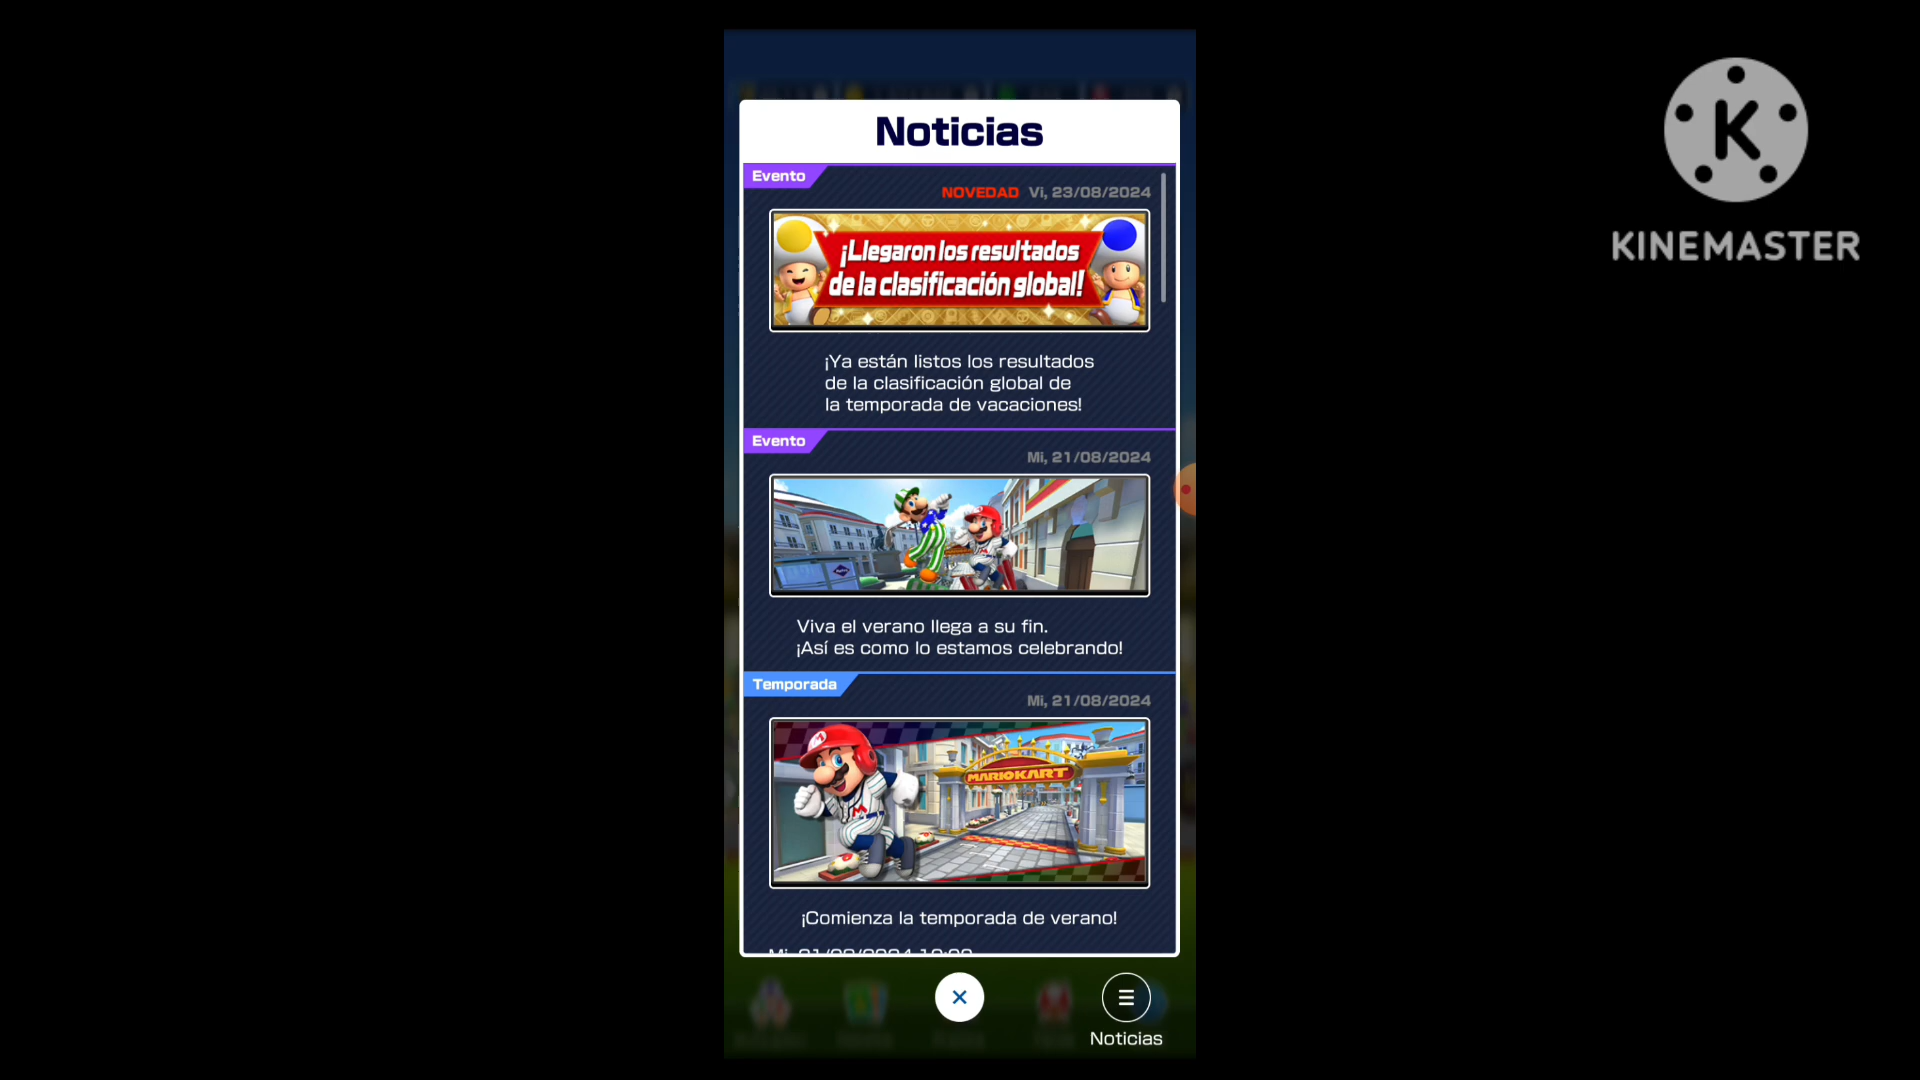 Noticias
Evento
NOVEDAD Vi, 23/08/2024
¡Llegaron los resultados
de la clasificación global!
¡Ya están listos los resultados
de la clasificación global de
la temporada de vacaciones!
Evento
Mi, 21/08/2024
Viva el verano llega a su fin.
¡Así es como lo estamos celebrando!
Temporada
Mi, 21/08/2024
MARIOKART
¡Comienza la temporada de verano!
Noticias
K
KINEMASTER